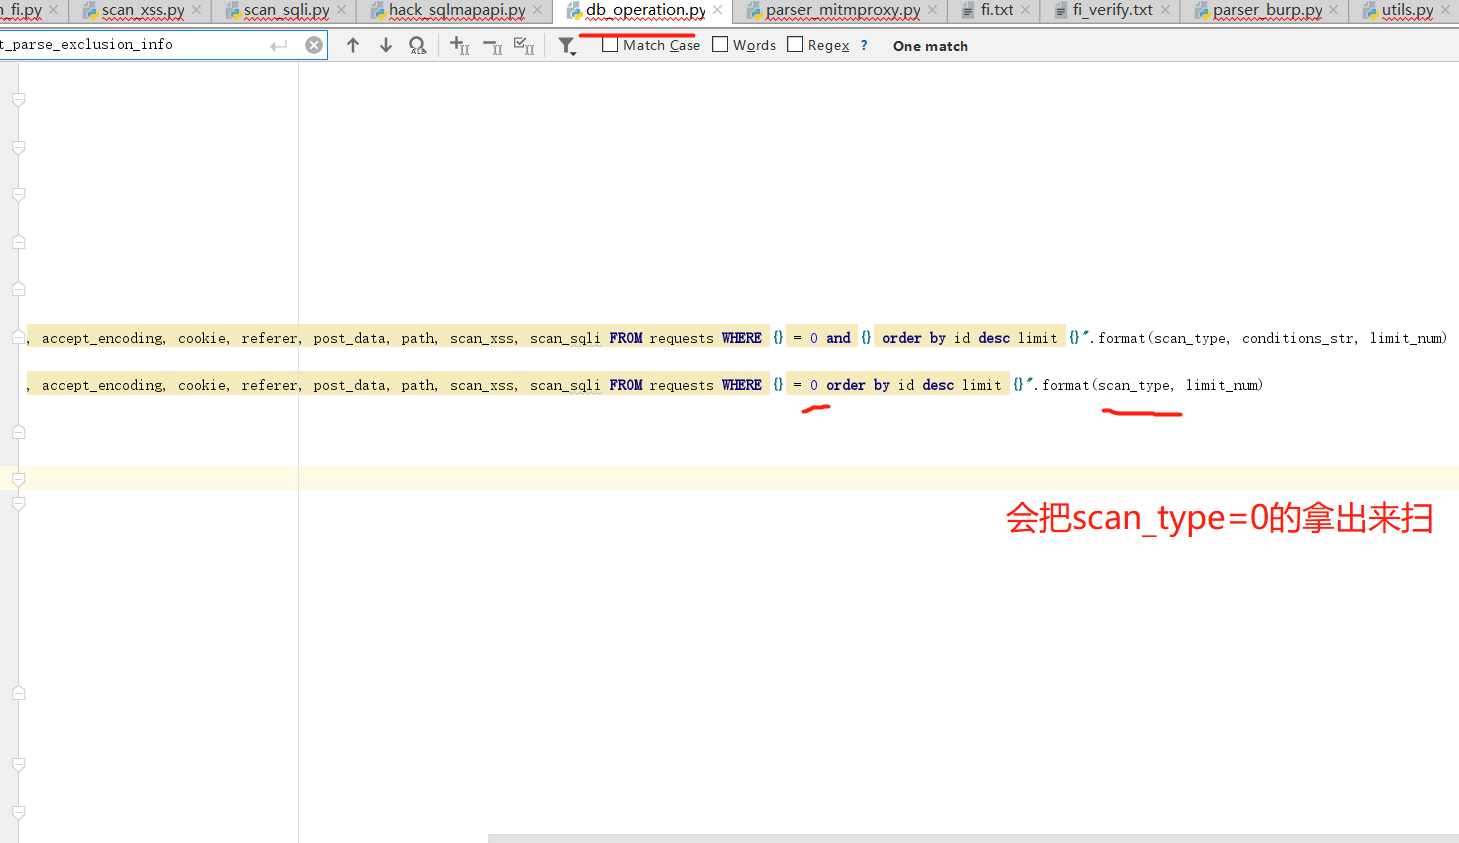 n_fi.py scan_xss.py scan_sqli.py hack_sqlmapapi.py db_operation.py parser_mitmproxy.py fi.txt fi_verify.txt parser_burp.py utils.py
t_parse_exclusion_info Match Case Words Regex ? One match
, accept_encoding, cookie, referer, post_data, path, scan_xss, scan_sqli FROM requests WHERE {} = 0 and {} order by id desc limit {}".format(scan_type, conditions_str, limit_num)
, accept_encoding, cookie, referer, post_data, path, scan_xss, scan_sqli FROM requests WHERE {} = 0 order by id desc limit {}".format(scan_type, limit_num)
会把scan_type=0的拿出来扫